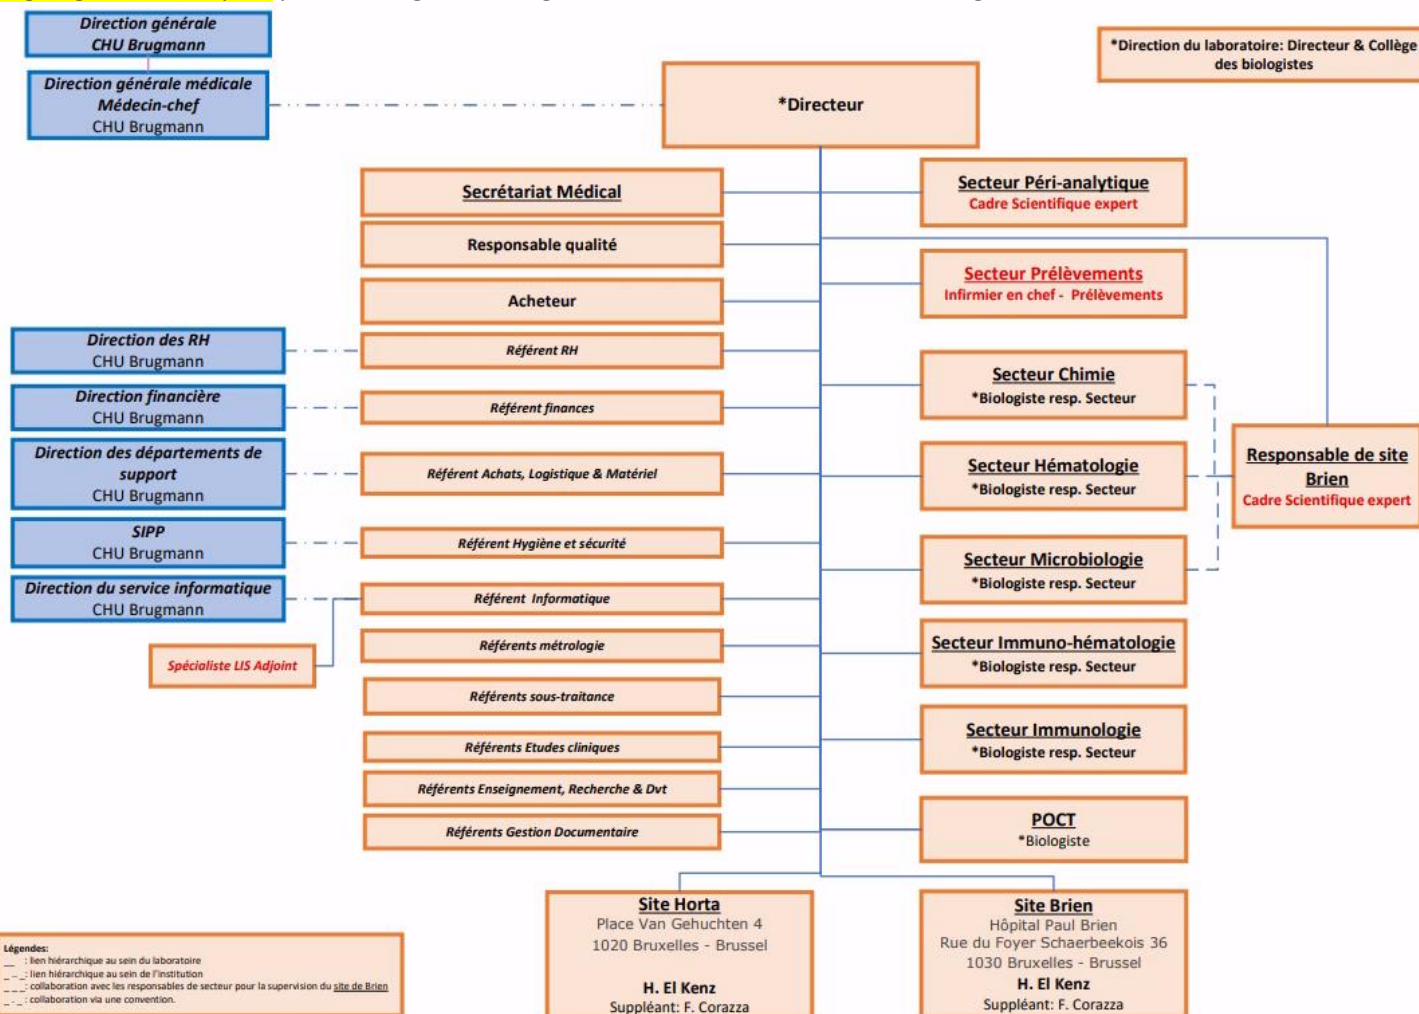 Direction générale
CHU Brugmann
Direction générale médicale
Médecin-chef
CHU Brugmann
*Directeur
*Direction du laboratoire: Directeur & Collège
des biologistes
Secrétariat Médical
Responsable qualité
Acheteur
Référent RH
Référent finances
Référent Achats, Logistique & Matériel
Référent Hygiène et sécurité
Référent Informatique
Référents métrologie
Référents sous-traitance
Référents Etudes cliniques
Référents Enseignement, Recherche & Dvt
Référents Gestion Documentaire
Direction des RH
CHU Brugmann
Direction financière
CHU Brugmann
Direction des départements de
support
CHU Brugmann
SIPP
CHU Brugmann
Direction du service informatique
CHU Brugmann
Spécialiste LIS Adjoint
Secteur Péri-analytique
Cadre Scientifique expert
Secteur Prélèvements
Infirmier en chef - Prélèvements
Secteur Chimie
*Biologiste resp. Secteur
Secteur Hématologie
*Biologiste resp. Secteur
Secteur Microbiologie
*Biologiste resp. Secteur
Secteur Immuno-hématologie
*Biologiste resp. Secteur
Secteur Immunologie
*Biologiste resp. Secteur
POCT
*Biologiste
Responsable de site
Brien
Cadre Scientifique expert
Site Horta
Place Van Gehuchten 4
1020 Bruxelles - Brussel
H. El Kenz
Suppléant: F. Corazza
Site Brien
Hôpital Paul Brien
Rue du Foyer Schaerbeekois 36
1030 Bruxelles - Brussel
H. El Kenz
Suppléant: F. Corazza
Légendes:
__ : lien hiérarchique au sein du laboratoire
_ .. _: lien hiérarchique au sein de l'institution
_ _ _: collaboration avec les responsables de secteur pour la supervision du site de Brien
_ . _ : collaboration via une convention.